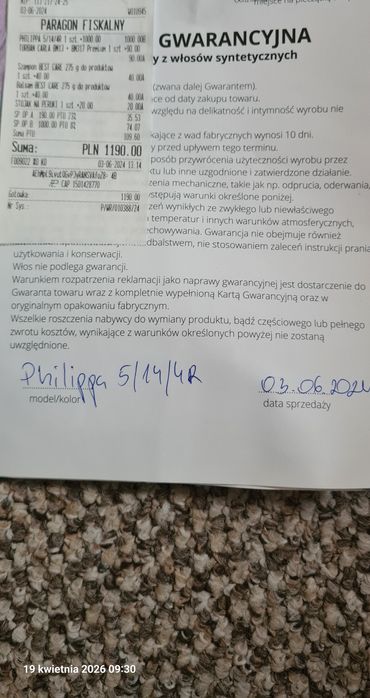 03-06-2024
PARAGON FISKALNY
PHILIPPA 5/14/4R 1 szt.*1000.00 1000.00B
TURBAN CARLA 1 szt.*90.00
90.00A
Szampon BEST CARE 275 g do produktów
1 szt.*40.00 40.00A
Balsam BEST CARE 275 g do produktów
1 szt.*40.00 40.00A
STOJAK NA PERUKI 1 szt.*20.00 20.00A
SP.OP.A 190.00 PTU 23% 35.53
SP.OP.B 1000.00 PTU 8% 74.07
Suma PTU 109.60
Suma: PLN 1190.00
03-06-2024 13:14
CAP 1501428770
Gotówka 1190.00
Nr Sys.:
GWARANCYJNA
y z włosów syntetycznych
(zwana dalej Gwarantem).
ące od daty zakupu towaru.
względu na delikatność i intymność wyrobu nie
kające z wad fabrycznych wynosi 10 dni.
y przed upływem tego terminu.
posób przywrócenia użyteczności wyrobu przez
ktu lub inne uzgodnione i zatwierdzone działanie.
zenia mechaniczne, takie jak np. odprucia, oderwania,
ystępują warunki określone poniżej.
zeń wynikłych ze zwykłego lub niewłaściwego
temperatur i innych warunków atmosferycznych,
echowywania. Gwarancja nie obejmuje również
dbalstwem, nie stosowaniem zaleceń instrukcji prania
użytkowania i konserwacji.
Włos nie podlega gwarancji.
Warunkiem rozpatrzenia reklamacji jako naprawy gwarancyjnej jest dostarczenie do
Gwaranta towaru wraz z kompletnie wypełnioną Kartą Gwarancyjną oraz w
oryginalnym opakowaniu fabrycznym.
Wszelkie roszczenia nabywcy do wymiany produktu, bądź częściowego lub pełnego
zwrotu kosztów, wynikające z warunków określonych powyżej nie zostaną
uwzględnione.
Philippa 5/14/4R 03.06.2024
model/kolor data sprzedaży
19 kwietnia 2026 09:30